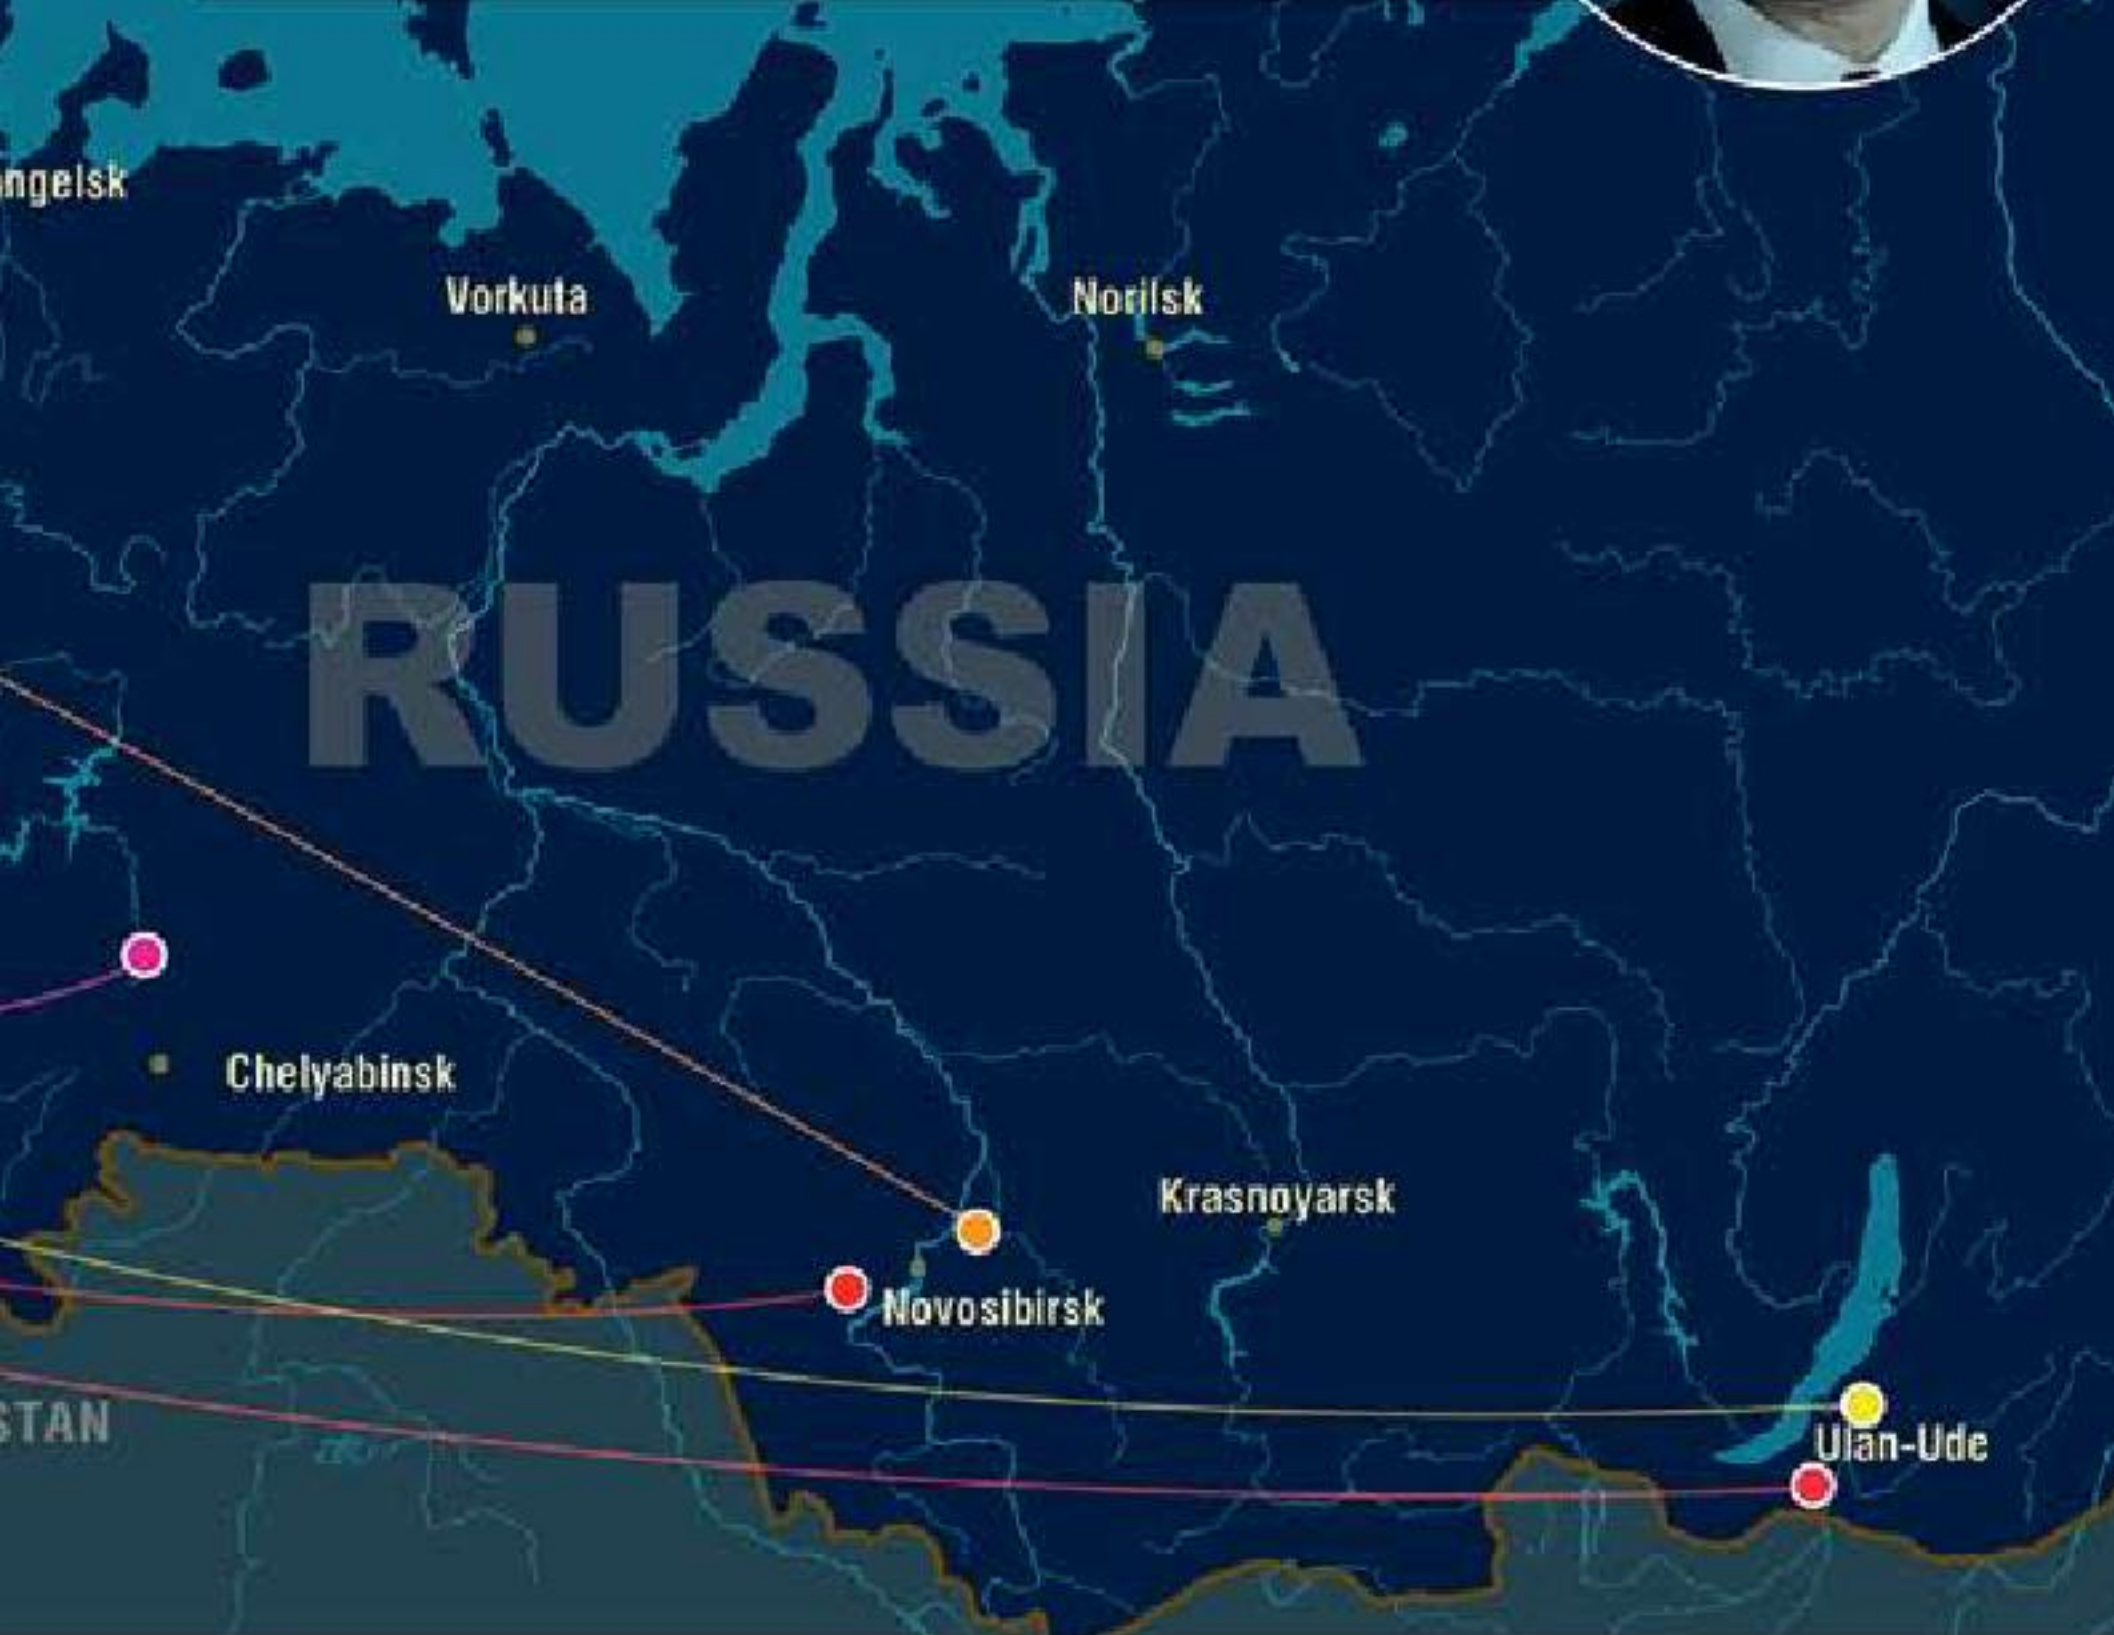 ngelsk
Vorkuta
Norilsk
RUSSIA
Chelyabinsk
Krasnoyarsk
Novosibirsk
STAN
Ulan-Ude